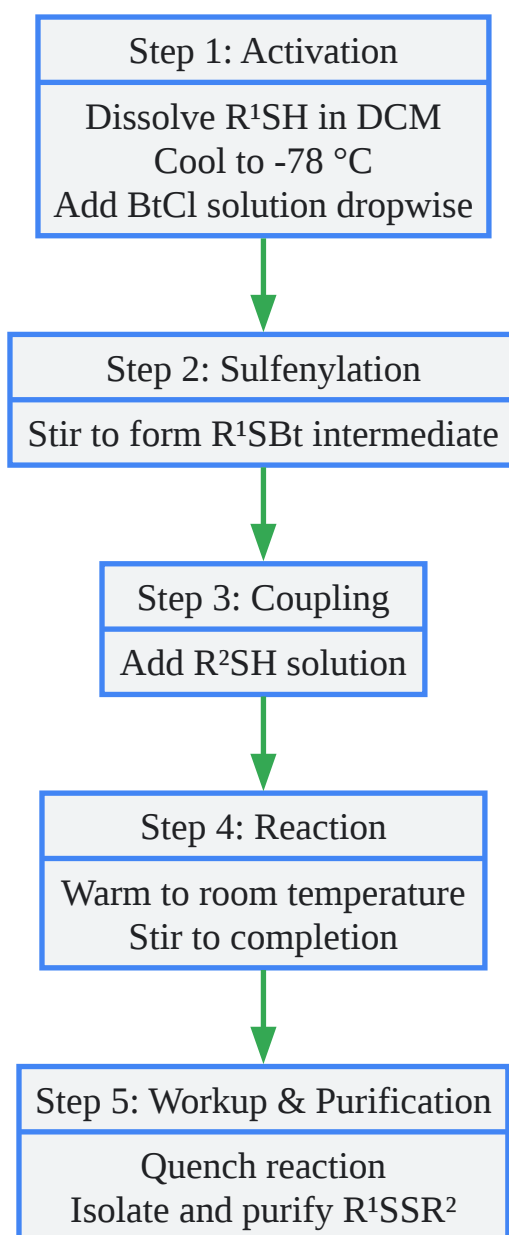 Step 1: Activation
Dissolve R¹SH in DCM
Cool to -78 °C
Add BtCl solution dropwise
Step 2: Sulfenylation
Stir to form R¹SBt intermediate
Step 3: Coupling
Add R²SH solution
Step 4: Reaction
Warm to room temperature
Stir to completion
Step 5: Workup & Purification
Quench reaction
Isolate and purify R¹SSR²